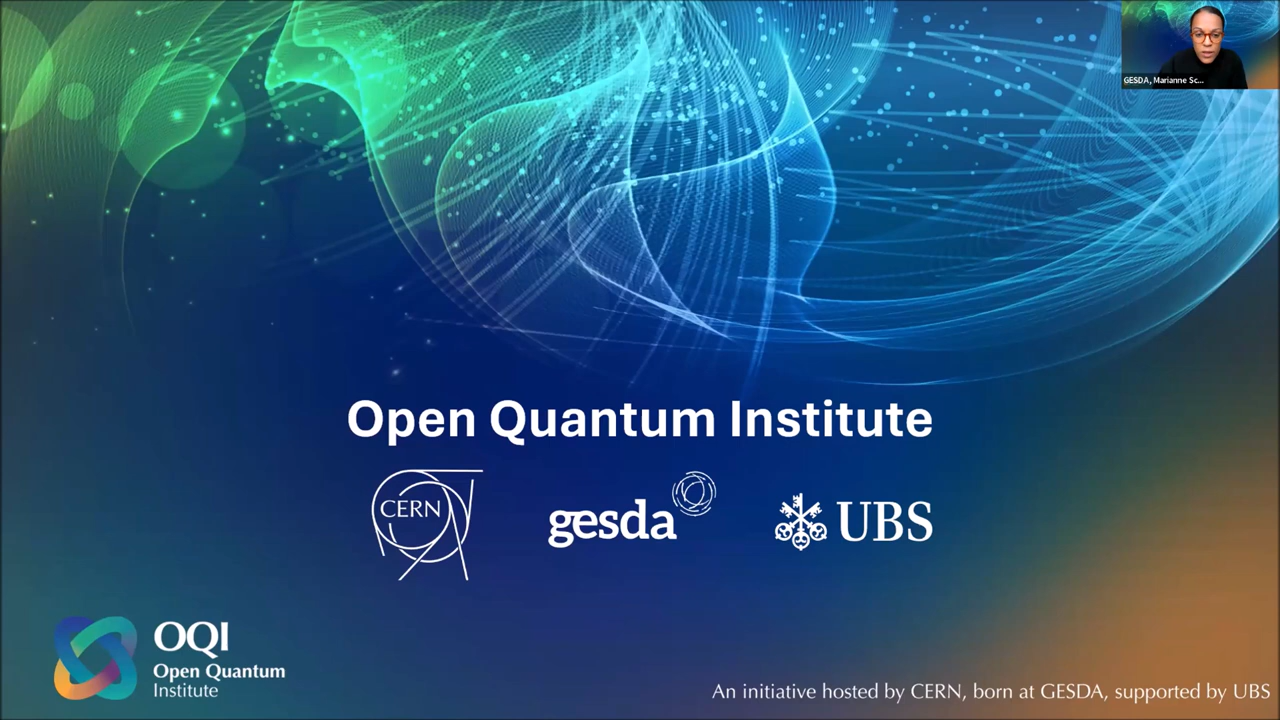 GESDA, Marianne Sc...
Open Quantum Institute
CERN
gesda
UBS
OQI
Open Quantum
Institute
An initiative hosted by CERN, born at GESDA, supported by UBS